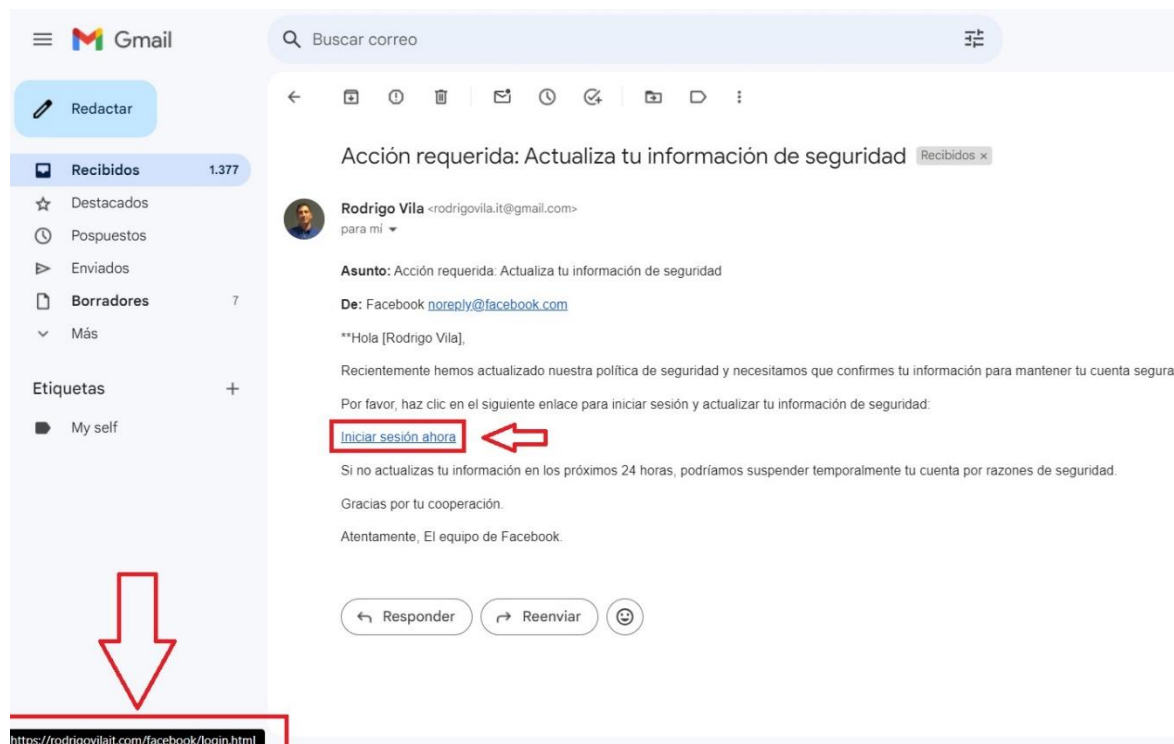 Gmail
Buscar correo
Redactar
Recibidos 1.377
Destacados
Pospuestos
Enviados
Borradores 7
Más
Etiquetas +
My self
Acción requerida: Actualiza tu información de seguridad Recibidos ×
Rodrigo Vila <rodrigovila.it@gmail.com>
para mí
Asunto: Acción requerida: Actualiza tu información de seguridad
De: Facebook noreply@facebook.com
**Hola [Rodrigo Vila],
Recientemente hemos actualizado nuestra política de seguridad y necesitamos que confirmes tu información para mantener tu cuenta segura
Por favor, haz clic en el siguiente enlace para iniciar sesión y actualizar tu información de seguridad:
Iniciar sesión ahora
Si no actualizas tu información en los próximos 24 horas, podríamos suspender temporalmente tu cuenta por razones de seguridad.
Gracias por tu cooperación.
Atentamente, El equipo de Facebook.
Responder
Reenviar
https://rodrigovilait.com/facebook/login.html